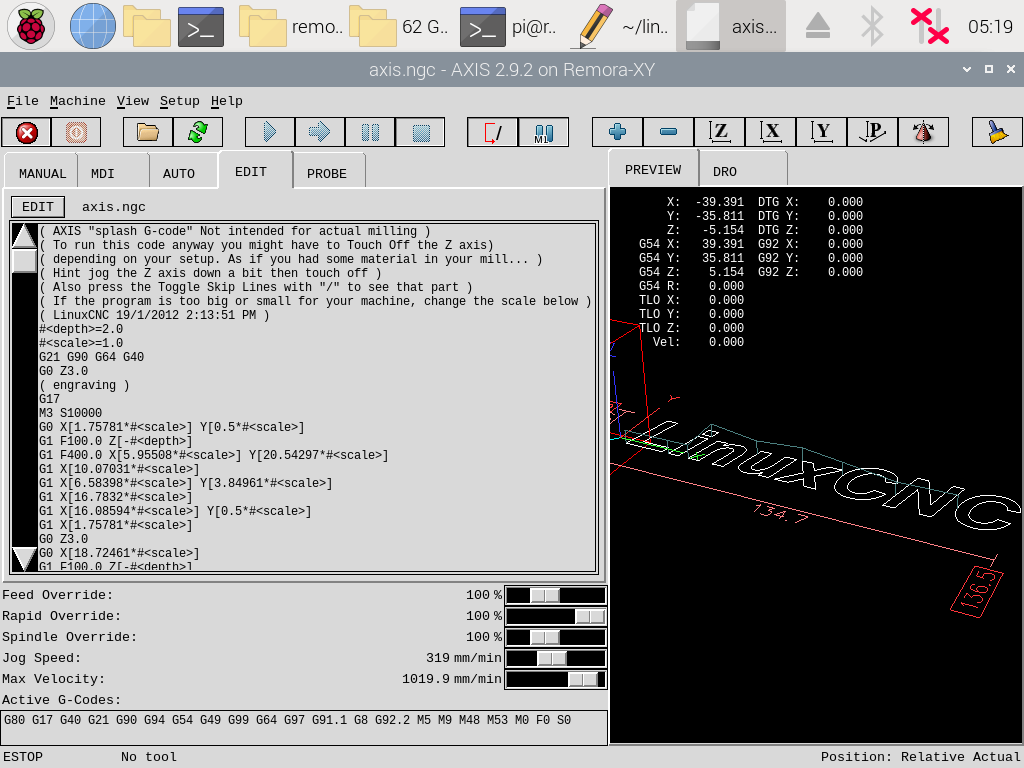 remo.. 62 G.. pi@r.. ~/lin.. axis... 05:19
axis.ngc - AXIS 2.9.2 on Remora-XY
File Machine View Setup Help
M1 Z X Y P
MANUAL MDI AUTO EDIT PROBE
PREVIEW DRO
EDIT axis.ngc
( AXIS "splash G-code" Not intended for actual milling )
( To run this code anyway you might have to Touch Off the Z axis)
( depending on your setup. As if you had some material in your mill... )
( Hint jog the Z axis down a bit then touch off )
( Also press the Toggle Skip Lines with "/" to see that part )
( If the program is too big or small for your machine, change the scale below )
( LinuxCNC 19/1/2012 2:13:51 PM )
#<depth>=2.0
#<scale>=1.0
G21 G90 G64 G40
G0 Z3.0
( engraving )
G17
M3 S10000
G0 X[1.75781*#<scale>] Y[0.5*#<scale>]
G1 F100.0 Z[-#<depth>]
G1 F400.0 X[5.95508*#<scale>] Y[20.54297*#<scale>]
G1 X[10.07031*#<scale>]
G1 X[6.58398*#<scale>] Y[3.84961*#<scale>]
G1 X[16.7832*#<scale>]
G1 X[16.08594*#<scale>] Y[0.5*#<scale>]
G1 X[1.75781*#<scale>]
G0 Z3.0
G0 X[18.72461*#<scale>]
G1 F100.0 Z[-#<depth>]
X: -39.391 DTG X: 0.000
Y: -35.811 DTG Y: 0.000
Z: -5.154 DTG Z: 0.000
G54 X: 39.391 G92 X: 0.000
G54 Y: 35.811 G92 Y: 0.000
G54 Z: 5.154 G92 Z: 0.000
G54 R: 0.000
TLO X: 0.000
TLO Y: 0.000
TLO Z: 0.000
Vel: 0.000
LinuxCNC
134.7
136.5
Feed Override: 100 %
Rapid Override: 100 %
Spindle Override: 100 %
Jog Speed: 319 mm/min
Max Velocity: 1019.9 mm/min
Active G-Codes:
G80 G17 G40 G21 G90 G94 G54 G49 G99 G64 G97 G91.1 G8 G92.2 M5 M9 M48 M53 M0 F0 S0
ESTOP No tool Position: Relative Actual